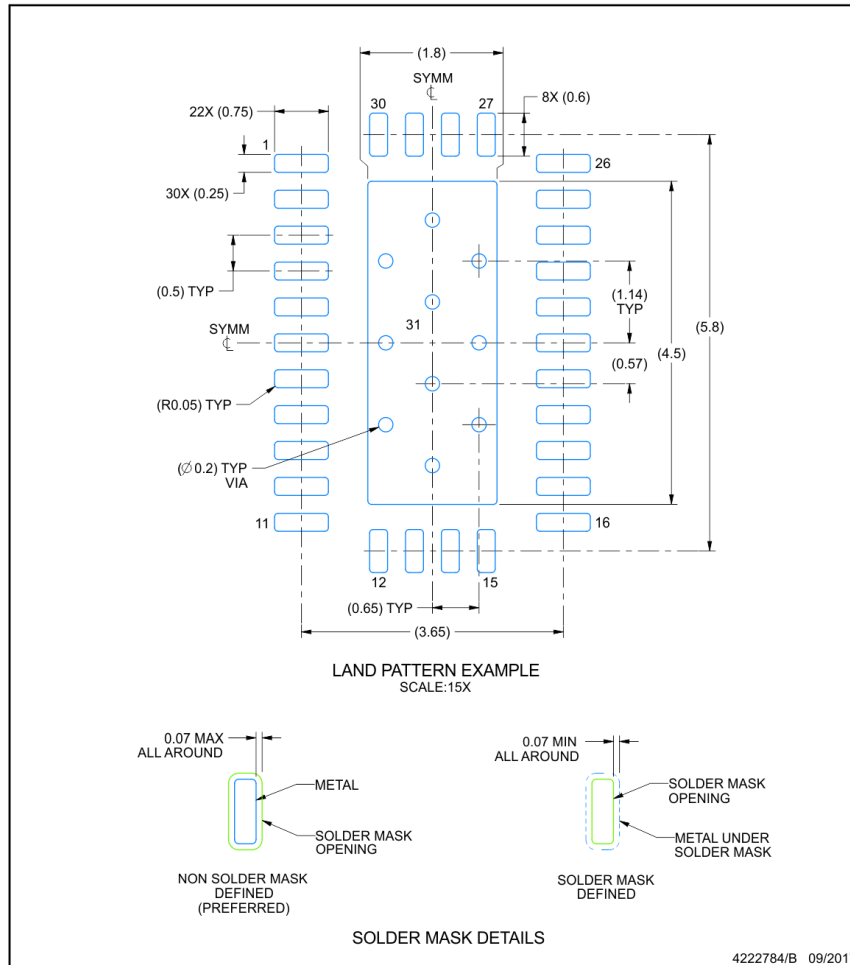 (1.8)
SYMM
℄
30
27
8X (0.6)
22X (0.75)
1
26
30X (0.25)
(0.5) TYP
(1.14)
TYP
(5.8)
SYMM
℄
31
(4.5)
(0.57)
(R0.05) TYP
(∅ 0.2) TYP
VIA
11
16
12
15
(0.65) TYP
(3.65)
LAND PATTERN EXAMPLE
SCALE:15X
0.07 MAX
ALL AROUND
METAL
SOLDER MASK
OPENING
NON SOLDER MASK
DEFINED
(PREFERRED)
0.07 MIN
ALL AROUND
SOLDER MASK
OPENING
METAL UNDER
SOLDER MASK
SOLDER MASK
DEFINED
SOLDER MASK DETAILS
4222784/B 09/201